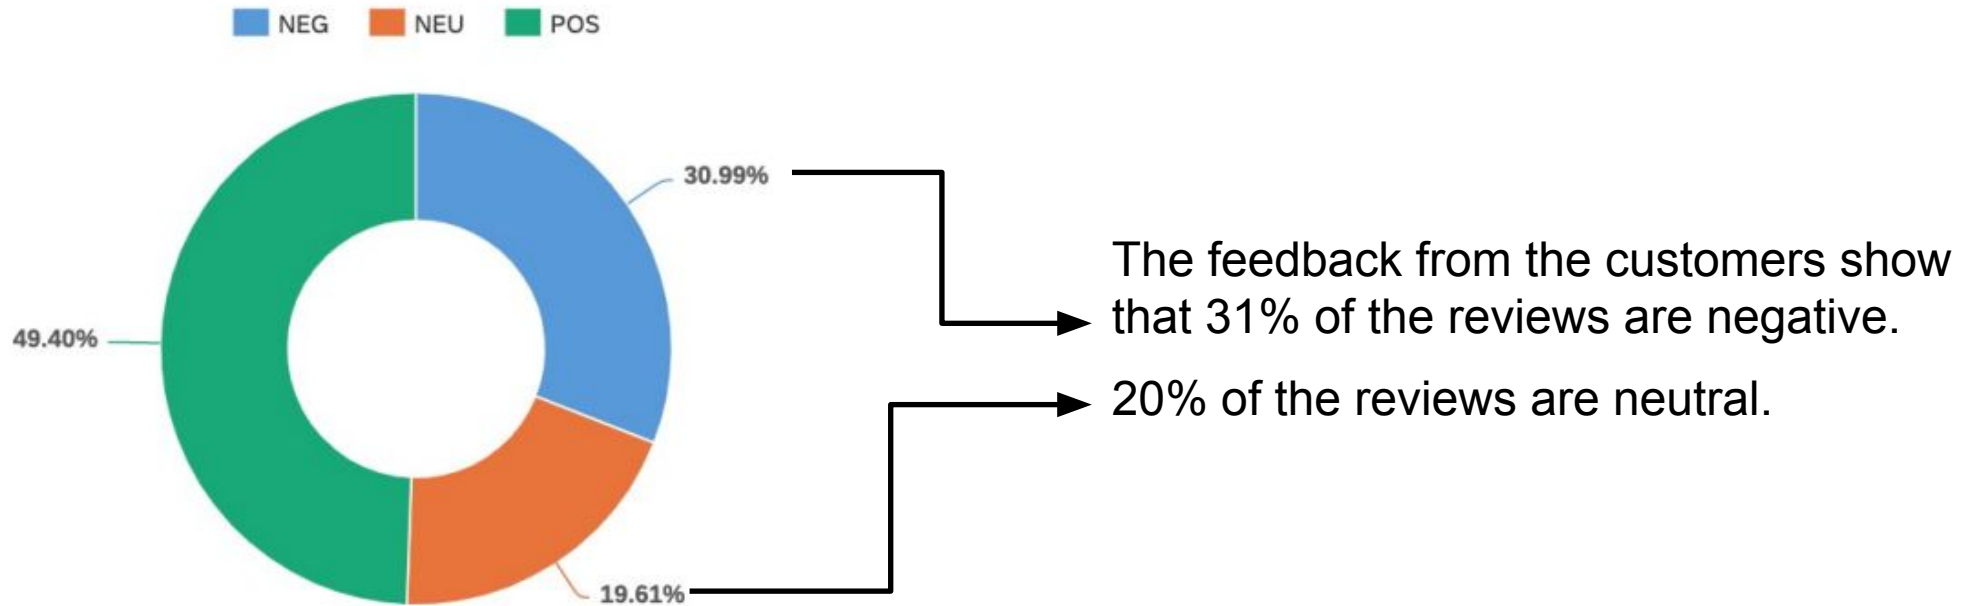 NEG NEU POS
30.99%
49.40%
19.61%
The feedback from the customers show
that 31% of the reviews are negative.
20% of the reviews are neutral.